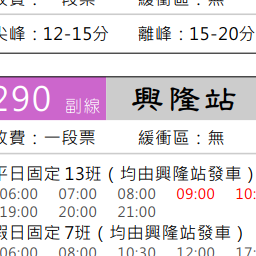 收費：一段票 緩衝區：無
尖峰：12-15分 離峰：15-20分
290 副線 興隆站
收費：一段票 緩衝區：無
平日固定 13班 ( 均由興隆站發車 )
06:00 07:00 08:00 09:00 10:
19:00 20:00 21:00
假日固定 7班 ( 均由興隆站發車 )
06:00 08:00 10:30 12:00 17: